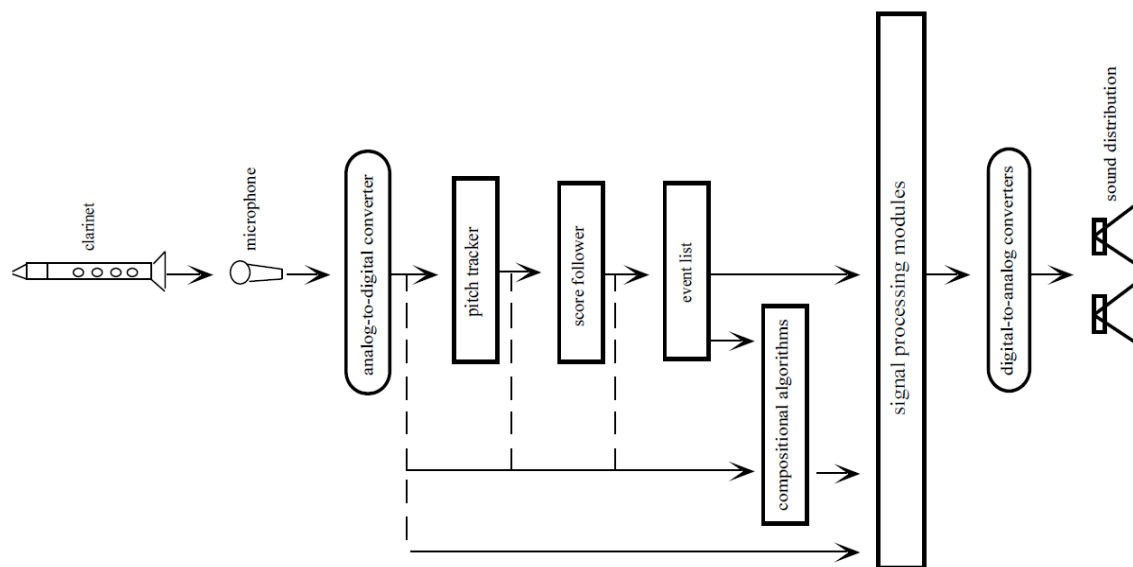 clarinet
microphone
analog-to-digital converter
pitch tracker
score follower
event list
compositional algorithms
signal processing modules
digital-to-analog converters
sound distribution